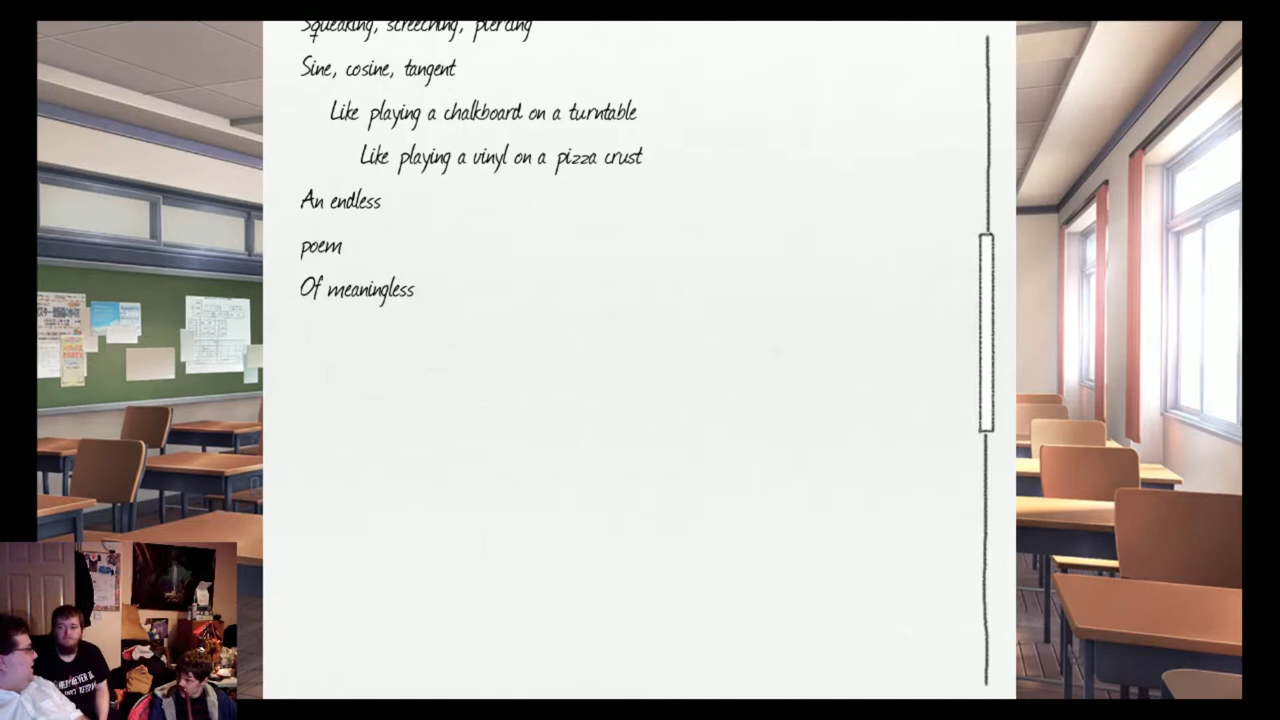 Squeaking, screeching, piercing
Sine, cosine, tangent
Like playing a chalkboard on a turntable
Like playing a vinyl on a pizza crust
An endless
poem
Of meaningless